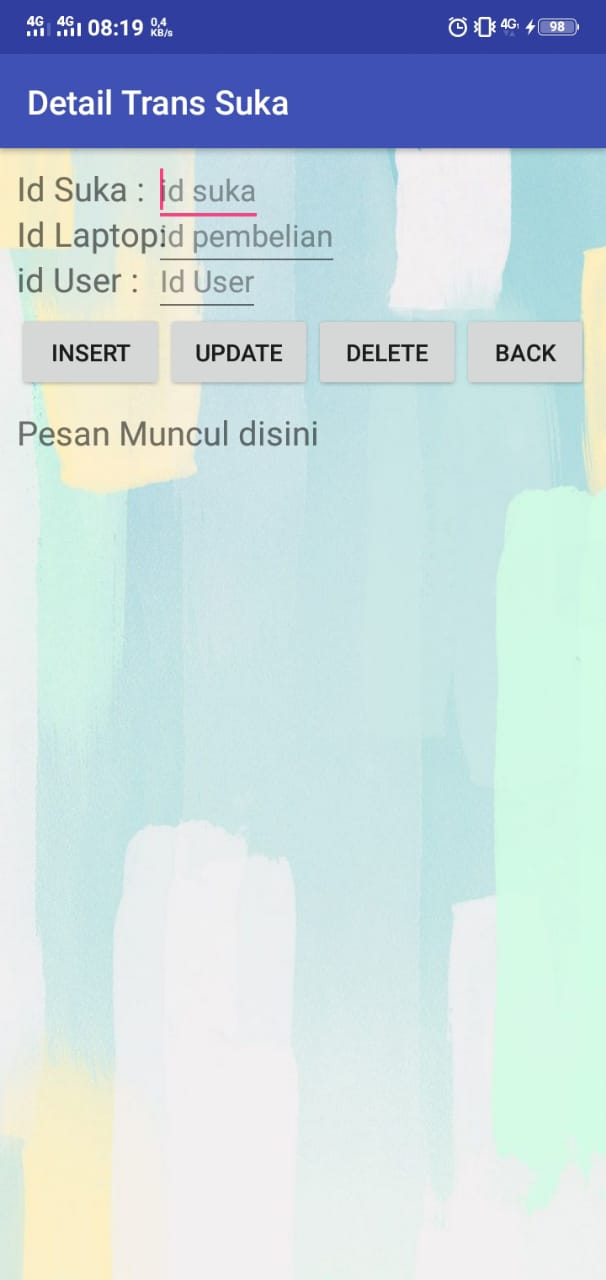 4G 4G 08:19 0,4 KB/s 4G 98
Detail Trans Suka
Id Suka : id suka
Id Laptop: id pembelian
id User : Id User
INSERT UPDATE DELETE BACK
Pesan Muncul disini